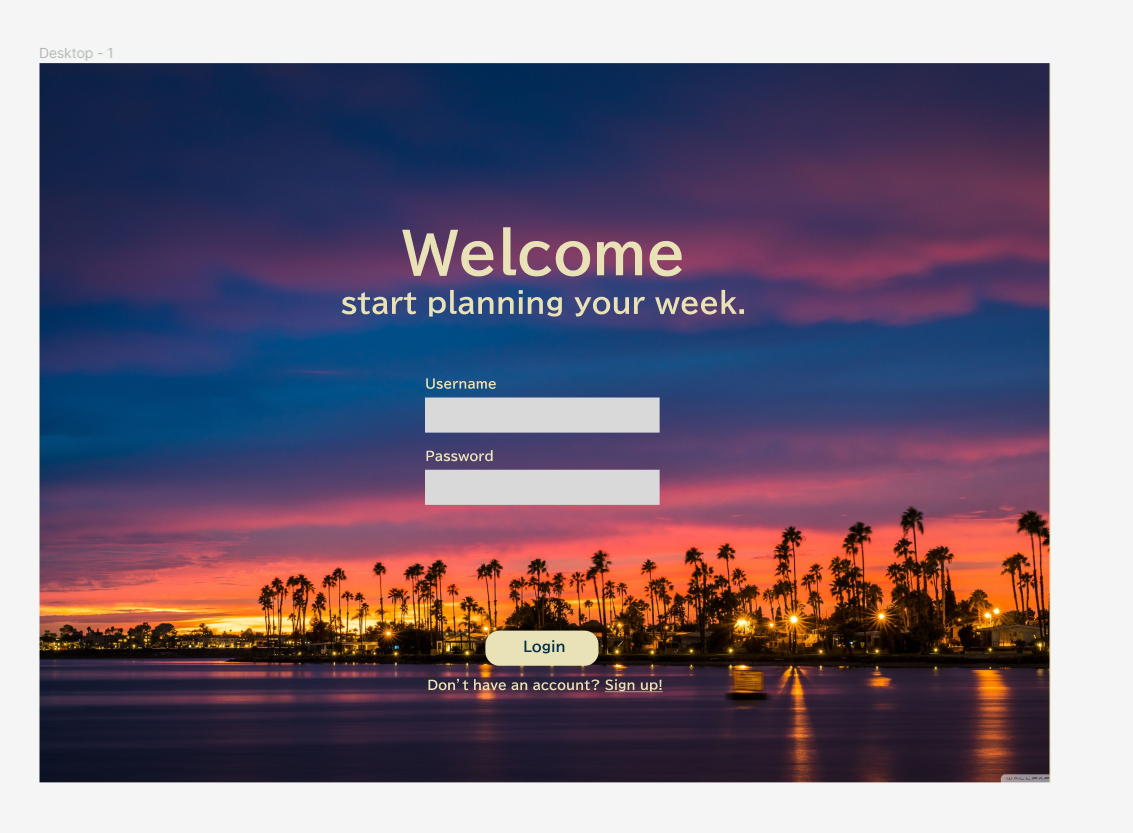 Desktop - 1
Welcome
start planning your week.
Username
Password
Login
Don't have an account? Sign up!